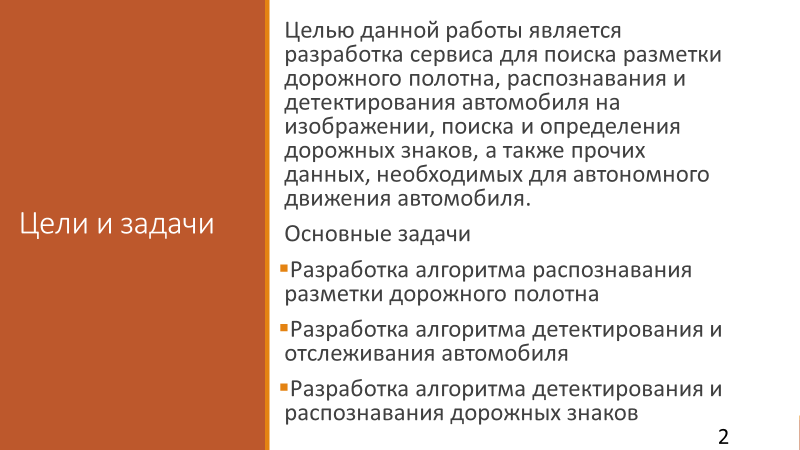 Цели и задачи
Целью данной работы является
разработка сервиса для поиска разметки
дорожного полотна, распознавания и
детектирования автомобиля на
изображении, поиска и определения
дорожных знаков, а также прочих
данных, необходимых для автономного
движения автомобиля.
Основные задачи
▪Разработка алгоритма распознавания
разметки дорожного полотна
▪Разработка алгоритма детектирования и
отслеживания автомобиля
▪Разработка алгоритма детектирования и
распознавания дорожных знаков
2